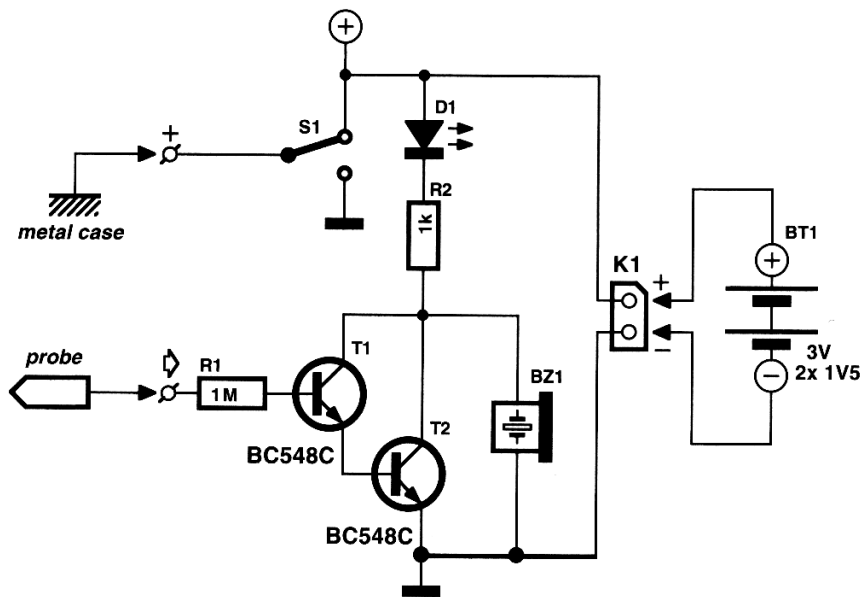 +
D1
S1
+
R2
1k
metal case
K1
+
BT1
+
−
3V
2x 1V5
−
probe
R1
1M
T1
BC548C
T2
BC548C
BZ1